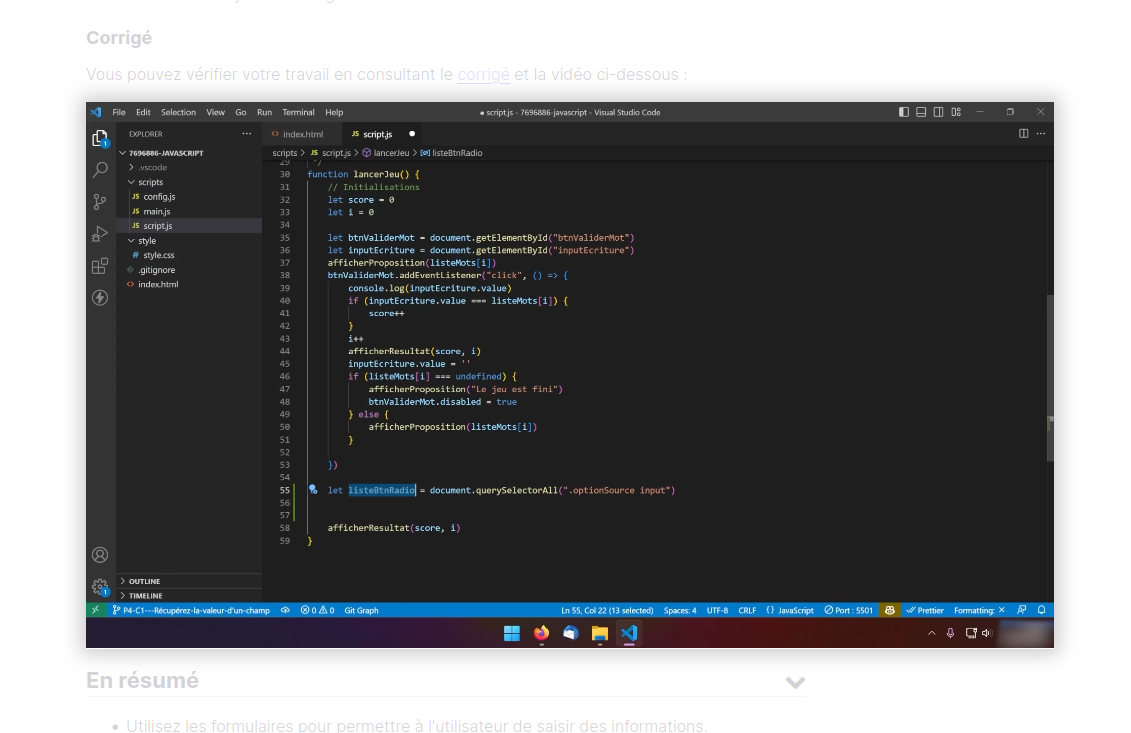 Corrigé
Vous pouvez vérifier votre travail en consultant le corrigé et la vidéo ci-dessous :
File Edit Selection View Go Run Terminal Help
● script.js - 7696886-javascript - Visual Studio Code
EXPLORER ···
<> index.html
JS script.js ●
7696886-JAVASCRIPT
scripts > JS script.js > lancerJeu > listeBtnRadio
.vscode
scripts
JS config.js
JS main.js
JS script.js
style
# style.css
.gitignore
<> index.html
29 */
30 function lancerJeu() {
31 // Initialisations
32 let score = 0
33 let i = 0
34
35 let btnValiderMot = document.getElementById("btnValiderMot")
36 let inputEcriture = document.getElementById("inputEcriture")
37 afficherProposition(listeMots[i])
38 btnValiderMot.addEventListener("click", () => {
39 console.log(inputEcriture.value)
40 if (inputEcriture.value === listeMots[i]) {
41 score++
42 }
43 i++
44 afficherResultat(score, i)
45 inputEcriture.value = ''
46 if (listeMots[i] === undefined) {
47 afficherProposition("Le jeu est fini")
48 btnValiderMot.disabled = true
49 } else {
50 afficherProposition(listeMots[i])
51 }
52
53 })
54
55 let listeBtnRadio = document.querySelectorAll(".optionSource input")
56
57
58 afficherResultat(score, i)
59 }
OUTLINE
TIMELINE
1
1
P4-C1---Récupérez-la-valeur-d'un-champ 0 0 Git Graph
Ln 55, Col 22 (13 selected) Spaces: 4 UTF-8 CRLF {} JavaScript Port : 5501 Prettier Formatting: ×
En résumé
• Utilisez les formulaires pour permettre à l'utilisateur de saisir des informations.